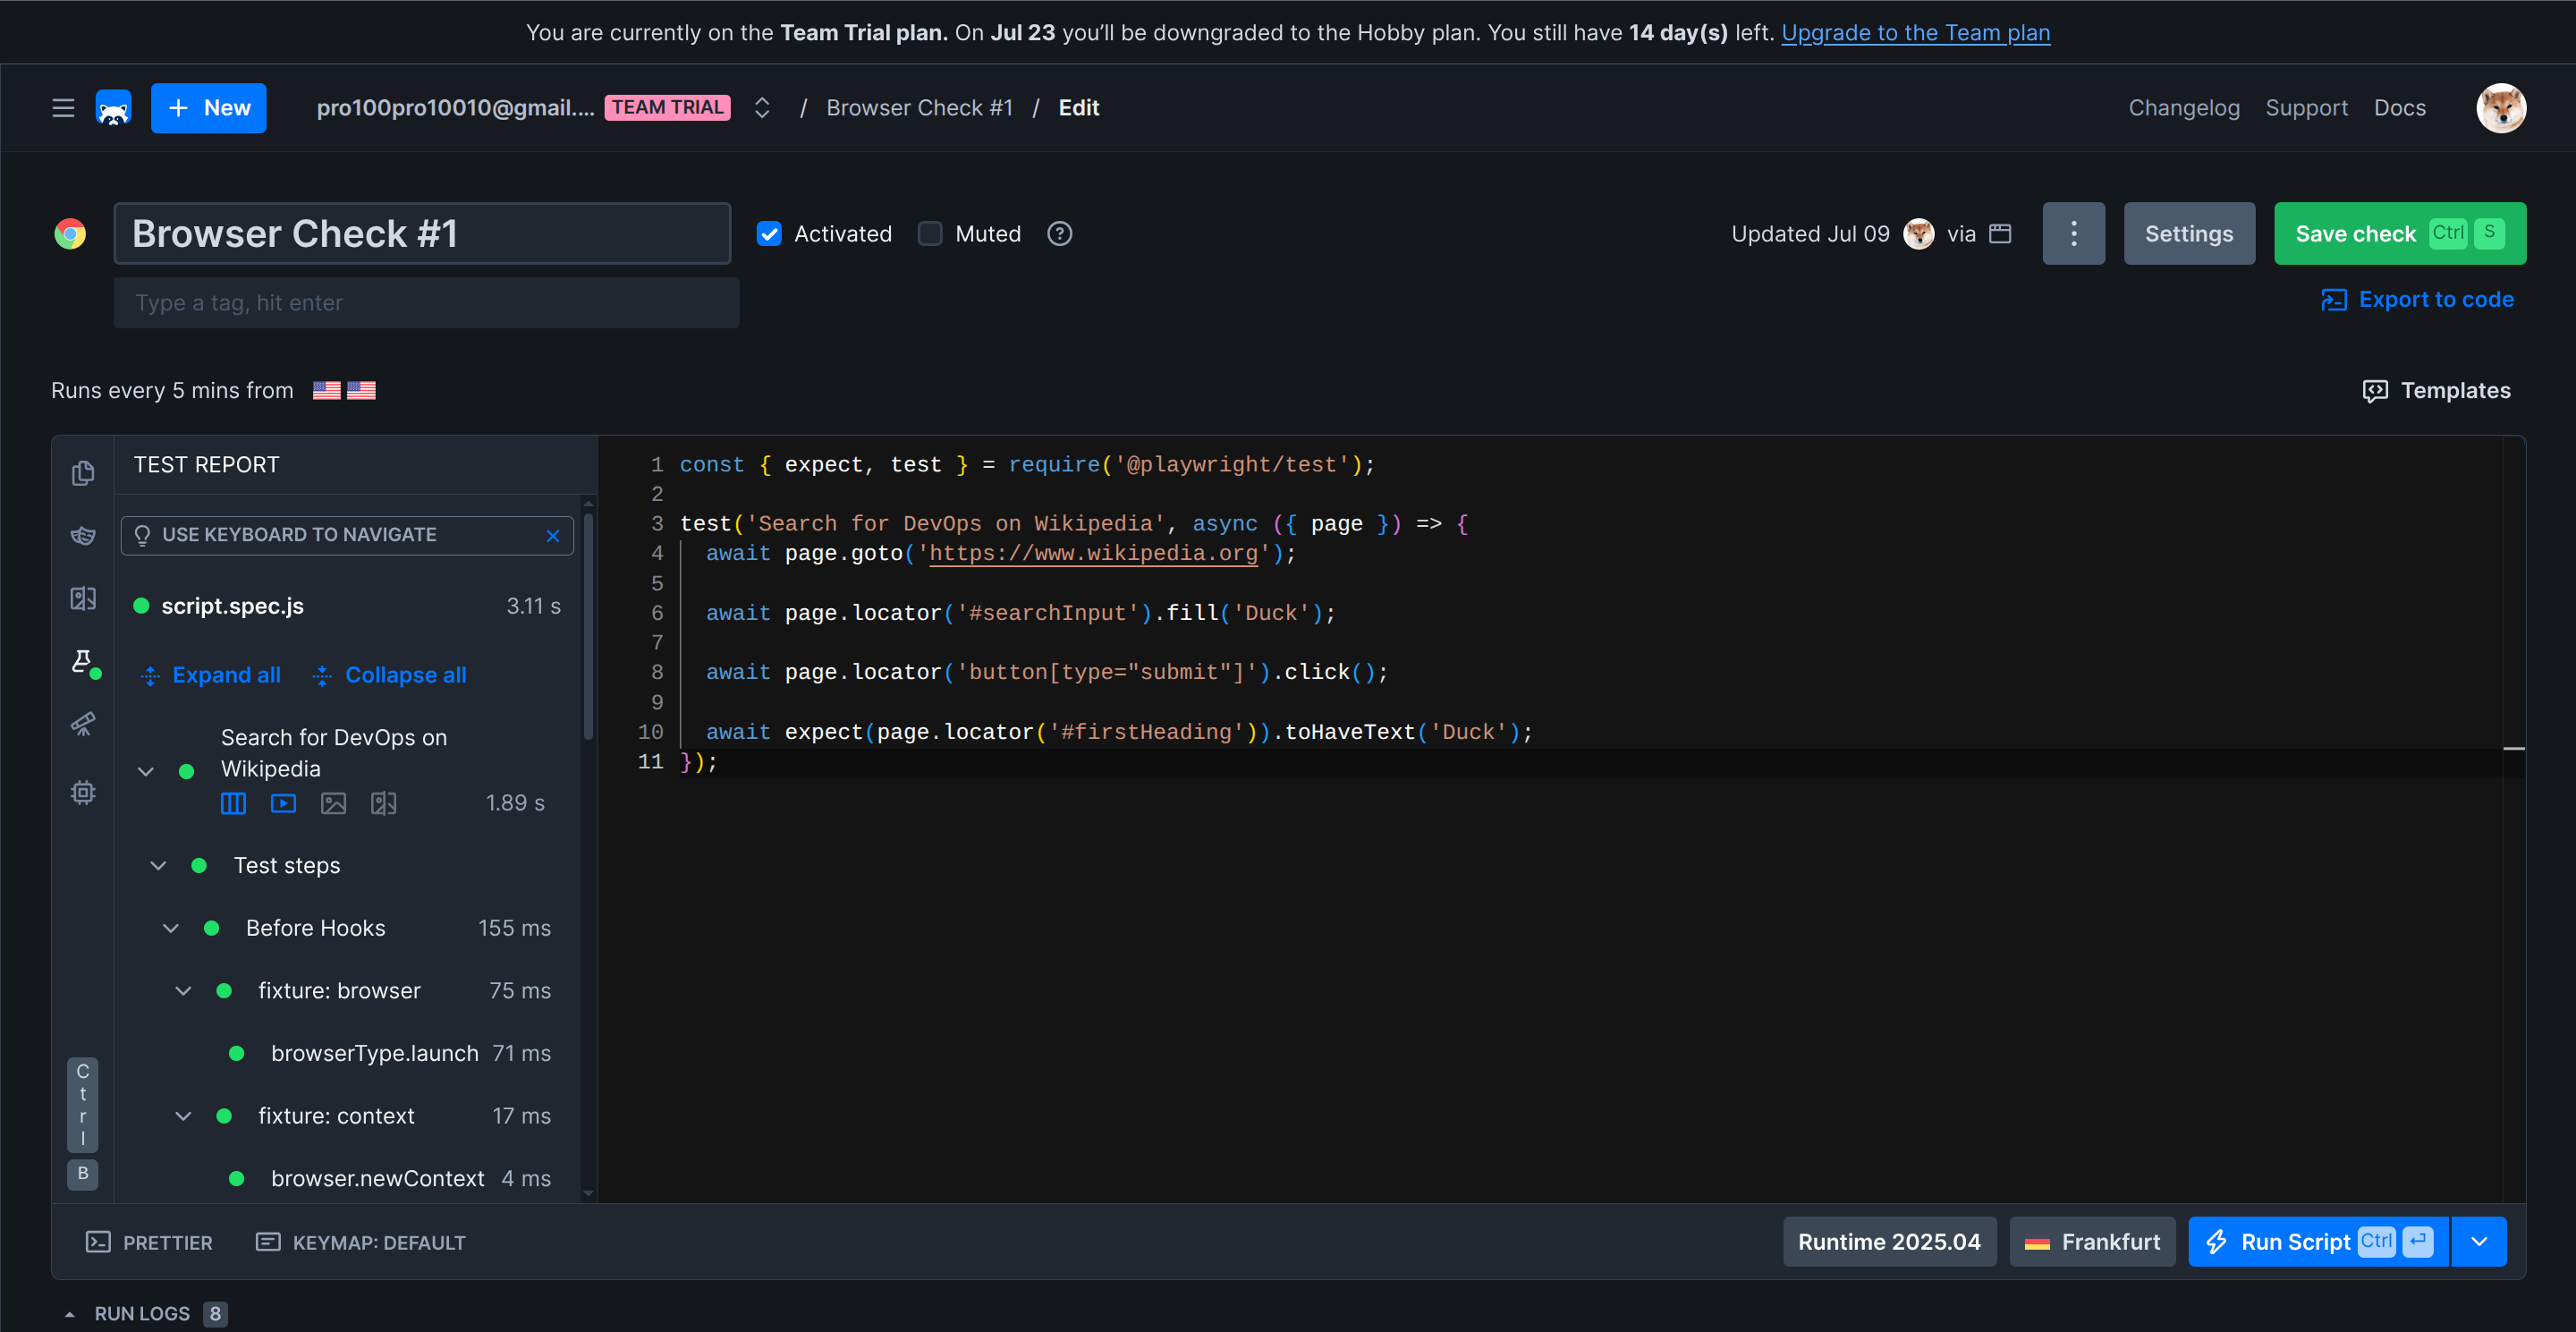 You are currently on the Team Trial plan. On Jul 23 you’ll be downgraded to the Hobby plan. You still have 14 day(s) left. Upgrade to the Team plan
+ New
pro100pro10010@gmail.... TEAM TRIAL / Browser Check #1 / Edit
Changelog Support Docs
Browser Check #1
Activated Muted
Updated Jul 09 via
Settings
Save check Ctrl S
Type a tag, hit enter
Export to code
Runs every 5 mins from
Templates
TEST REPORT
USE KEYBOARD TO NAVIGATE
script.spec.js 3.11 s
Expand all Collapse all
Search for DevOps on
Wikipedia
1.89 s
Test steps
Before Hooks 155 ms
fixture: browser 75 ms
browserType.launch 71 ms
fixture: context 17 ms
browser.newContext 4 ms
Ctrl
B
1 const { expect, test } = require('@playwright/test');
2
3 test('Search for DevOps on Wikipedia', async ({ page }) => {
4 await page.goto('https://www.wikipedia.org');
5
6 await page.locator('#searchInput').fill('Duck');
7
8 await page.locator('button[type="submit"]').click();
9
10 await expect(page.locator('#firstHeading')).toHaveText('Duck');
11 });
PRETTIER KEYMAP: DEFAULT
Runtime 2025.04 Frankfurt Run Script Ctrl ↵
RUN LOGS 8